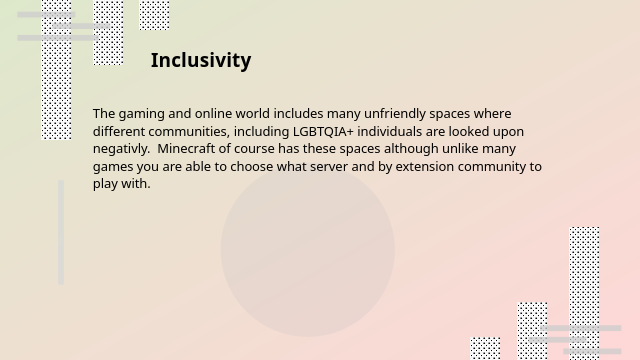 Inclusivity
The gaming and online world includes many unfriendly spaces where
different communities, including LGBTQIA+ individuals are looked upon
negativly.  Minecraft of course has these spaces although unlike many
games you are able to choose what server and by extension community to
play with.